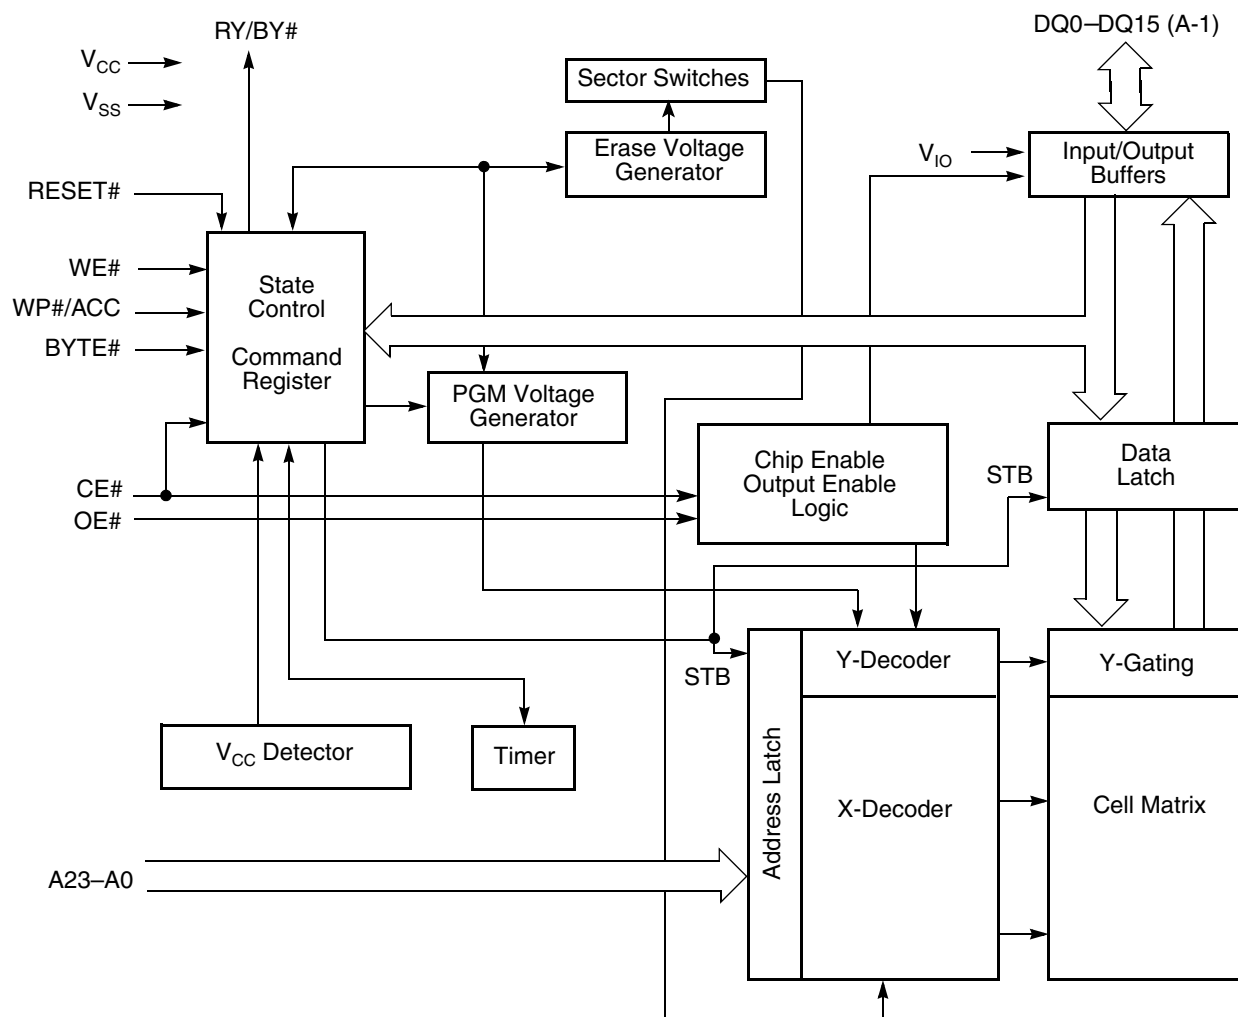 RY/BY#
DQ0–DQ15 (A-1)
VCC
VSS
Sector Switches
Erase Voltage
Generator
VIO
Input/Output
Buffers
RESET#
WE#
WP#/ACC
BYTE#
State
Control
Command
Register
PGM Voltage
Generator
CE#
OE#
Chip Enable
Output Enable
Logic
STB
Data
Latch
STB
Y-Decoder
Y-Gating
VCC Detector
Timer
Address Latch
X-Decoder
Cell Matrix
A23–A0